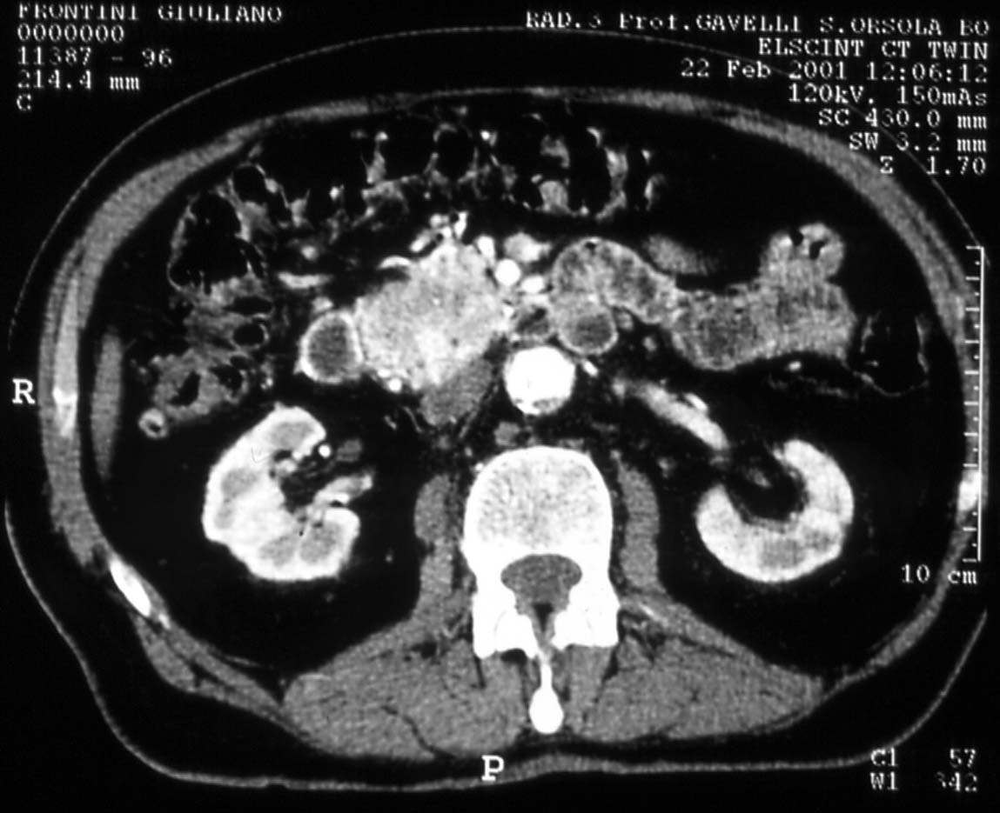 FRONTINI GIULIANO
0000000
11387 - 96
214.4 mm
C
RAD.3 Prof.GAVELLI S.ORSOLA BO
ELSCINT CT TWIN
22 Feb 2001 12:06:12
120kV. 150mAs
SC 430.0 mm
SW 3.2 mm
Z 1.70
R
10 cm
P
Cl 57
Wl 342